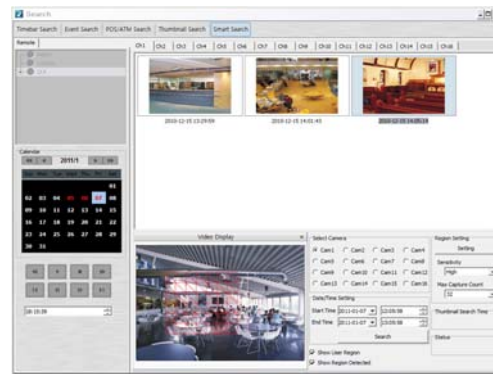 Search
Timebar Search Event Search POS/ATM Search Thumbnail Search Smart Search
Remote
Ch1 Ch2 Ch3 Ch4 Ch5 Ch6 Ch7 Ch8 Ch9 Ch10 Ch11 Ch12 Ch13 Ch14 Ch15 Ch16
2010-12-15 14:01:43
Calendar
2011/1
Sun Mon Tue Wed Thu Fri Sat
01
02 03 04 05 06 07 08
09 10 11 12 13 14 15
16 17 18 19 20 21 22
23 24 25 26 27 28 29
30 31
Video Display
Select Camera
Cam1 Cam2 Cam3 Cam4
Cam5 Cam6 Cam7 Cam8
Cam9 Cam10 Cam11 Cam12
Cam13 Cam14 Cam15 Cam16
Date/Time Setting
Start Time 2011-01-07
End Time 2011-01-07
Search
Show User Region
Show Region Detected
Region Setting
Setting
Sensitivity
High
Max Capture Count
32
Thumbnail Search Time
Status